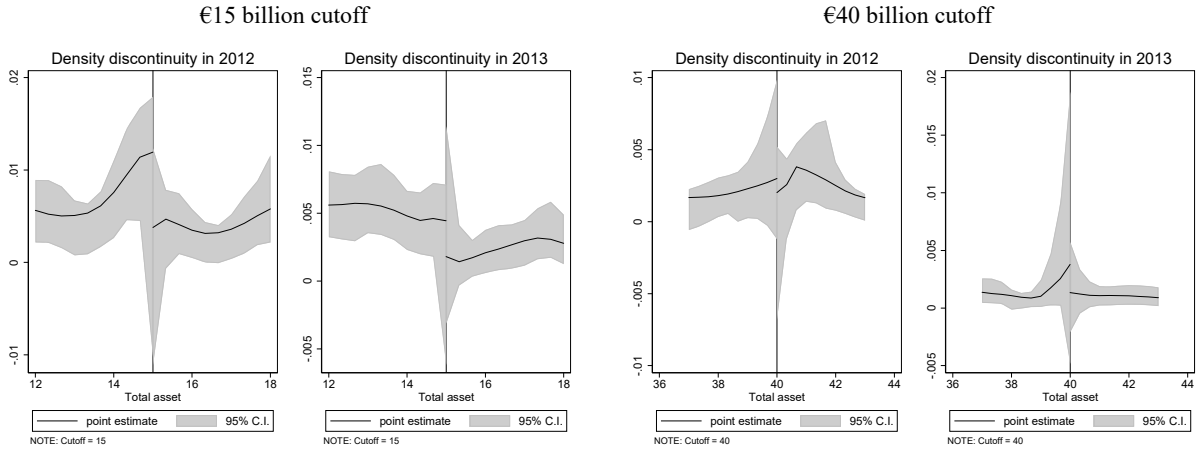 €15 billion cutoff
€40 billion cutoff
Density discontinuity in 2012
.02
.01
0
-.01
12
14
16
18
Total asset
point estimate
95% C.I.
NOTE: Cutoff = 15
Density discontinuity in 2013
.015
.01
.005
0
-.005
12
14
16
18
Total asset
point estimate
95% C.I.
NOTE: Cutoff = 15
Density discontinuity in 2012
.01
.005
0
-.005
-.01
36
38
40
42
44
Total asset
point estimate
95% C.I.
NOTE: Cutoff = 40
Density discontinuity in 2013
.02
.015
.01
.005
0
-.005
36
38
40
42
44
Total asset
point estimate
95% C.I.
NOTE: Cutoff = 40